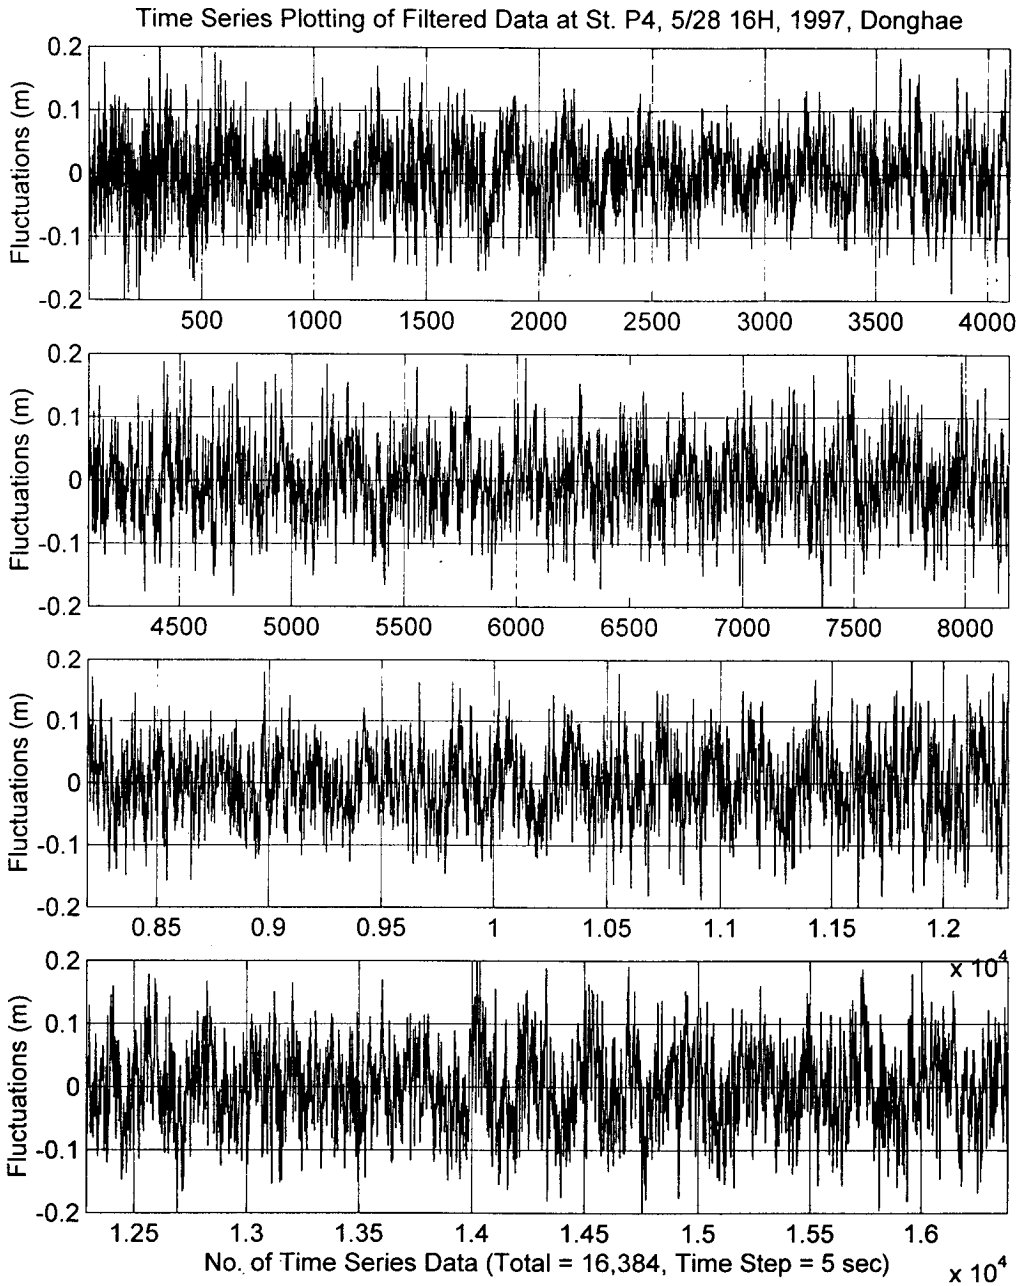 Time Series Plotting of Filtered Data at St. P4, 5/28 16H, 1997, Donghae
0.2
0.1
0
-0.1
-0.2
Fluctuations (m)
500 1000 1500 2000 2500 3000 3500 4000
0.2
0.1
0
-0.1
-0.2
Fluctuations (m)
4500 5000 5500 6000 6500 7000 7500 8000
0.2
0.1
0
-0.1
-0.2
Fluctuations (m)
0.85 0.9 0.95 1 1.05 1.1 1.15 1.2
x 10^4
0.2
0.1
0
-0.1
-0.2
Fluctuations (m)
1.25 1.3 1.35 1.4 1.45 1.5 1.55 1.6
No. of Time Series Data (Total = 16,384, Time Step = 5 sec)
x 10^4